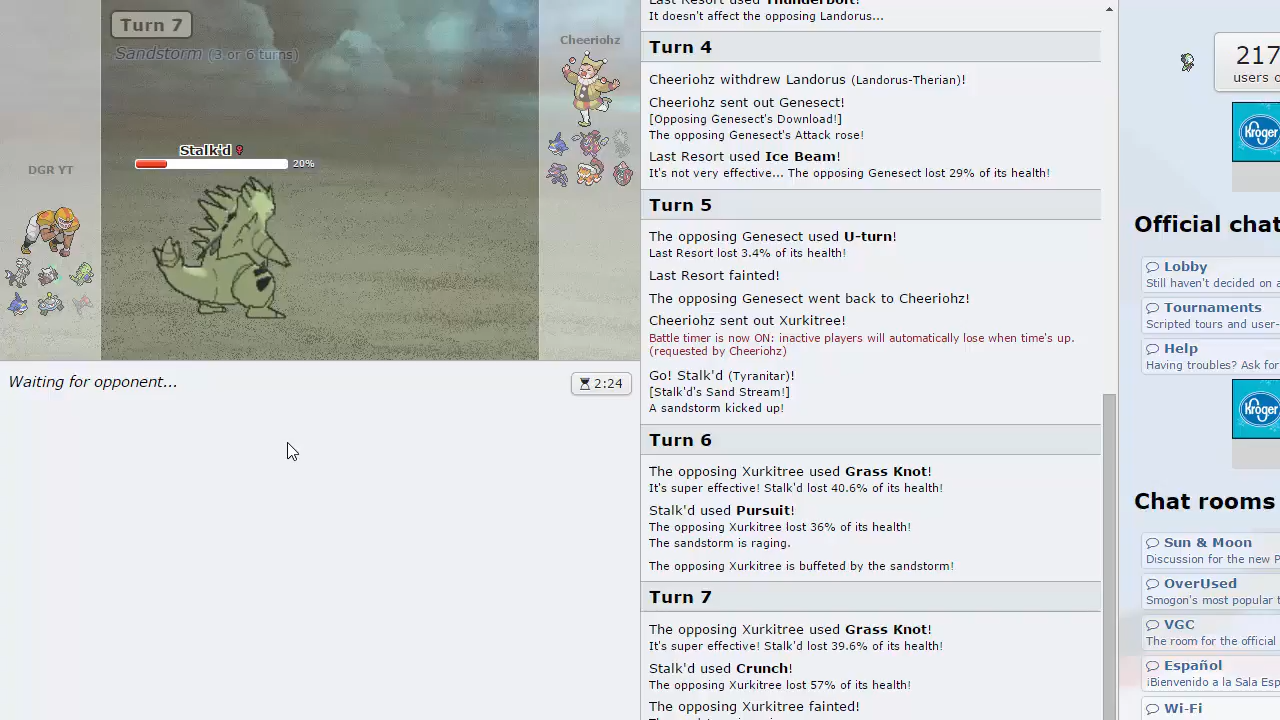 Turn 7
Sandstorm (3 or 6 turns)
Stalk'd
20%
DGR YT
Cheeriohz
Waiting for opponent...
2:24
Last Resort used Thunderbolt!
It doesn't affect the opposing Landorus...
Turn 4
Cheeriohz withdrew Landorus (Landorus-Therian)!
Cheeriohz sent out Genesect!
[Opposing Genesect's Download!]
The opposing Genesect's Attack rose!
Last Resort used Ice Beam!
It's not very effective... The opposing Genesect lost 29% of its health!
Turn 5
The opposing Genesect used U-turn!
Last Resort lost 3.4% of its health!
Last Resort fainted!
The opposing Genesect went back to Cheeriohz!
Cheeriohz sent out Xurkitree!
Battle timer is now ON: inactive players will automatically lose when time's up.
(requested by Cheeriohz)
Go! Stalk'd (Tyranitar)!
[Stalk'd's Sand Stream!]
A sandstorm kicked up!
Turn 6
The opposing Xurkitree used Grass Knot!
It's super effective! Stalk'd lost 40.6% of its health!
Stalk'd used Pursuit!
The opposing Xurkitree lost 36% of its health!
The sandstorm is raging.
The opposing Xurkitree is buffeted by the sandstorm!
Turn 7
The opposing Xurkitree used Grass Knot!
It's super effective! Stalk'd lost 39.6% of its health!
Stalk'd used Crunch!
The opposing Xurkitree lost 57% of its health!
The opposing Xurkitree fainted!
217
users o
Kroger
Official chat
Lobby
Still haven't decided on a
Tournaments
Scripted tours and user-
Help
Having troubles? Ask for
Kroger
Chat rooms
Sun & Moon
Discussion for the new P
OverUsed
Smogon's most popular t
VGC
The room for the official
Español
¡Bienvenido a la Sala Esp
Wi-Fi